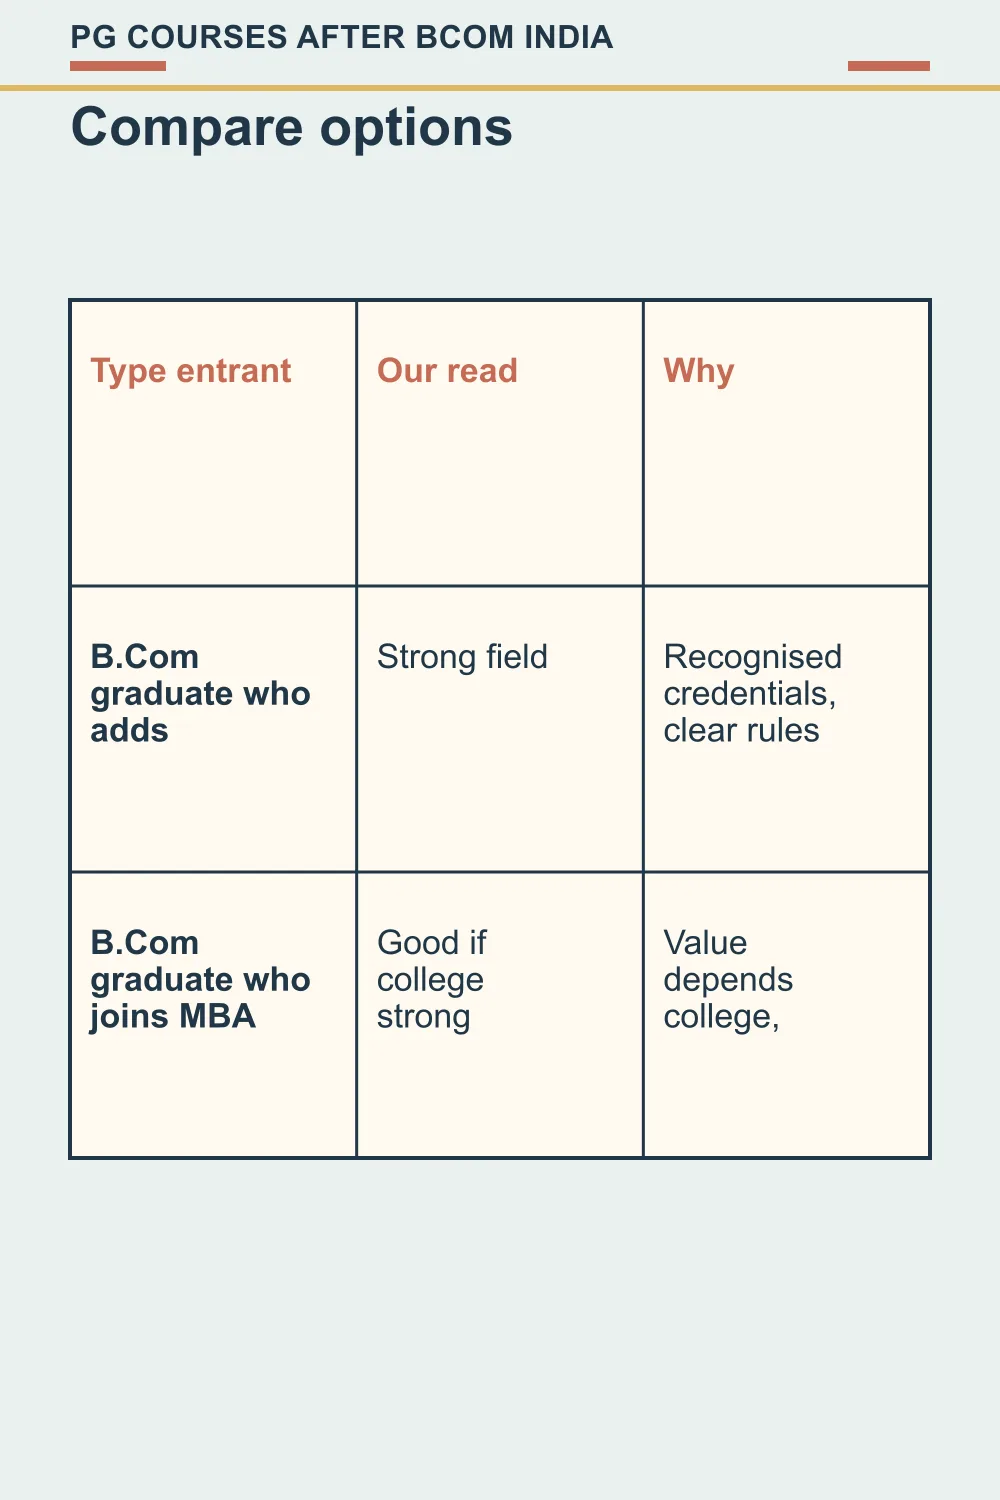 PG COURSES AFTER BCOM INDIA
Compare options
Type entrant
Our read
Why
B.Com
graduate who
adds
Strong field
Recognised
credentials,
clear rules
B.Com
graduate who
joins MBA
Good if
college
strong
Value
depends
college,